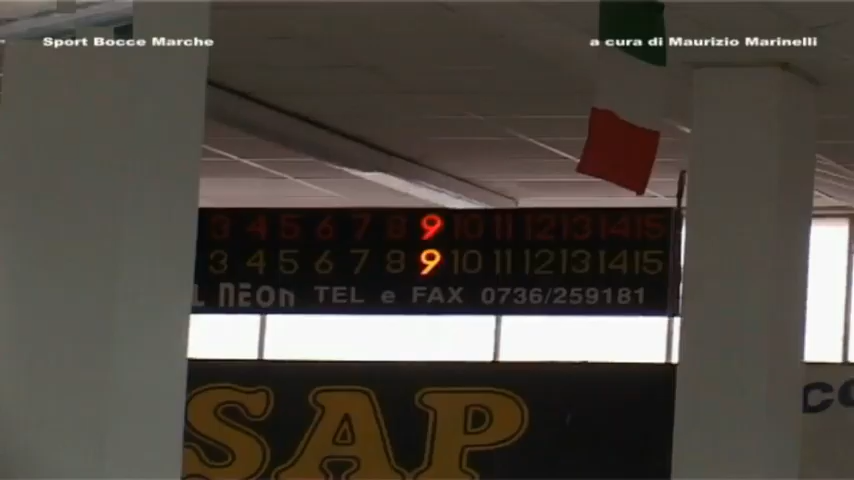 Sport Bocce Marche
a cura di Maurizio Marinelli
3 4 5 6 7 8 9 10 11 12 13 14 15
3 4 5 6 7 8 9 10 11 12 13 14 15
L NEON TEL e FAX 0736/259181
SAP
CO